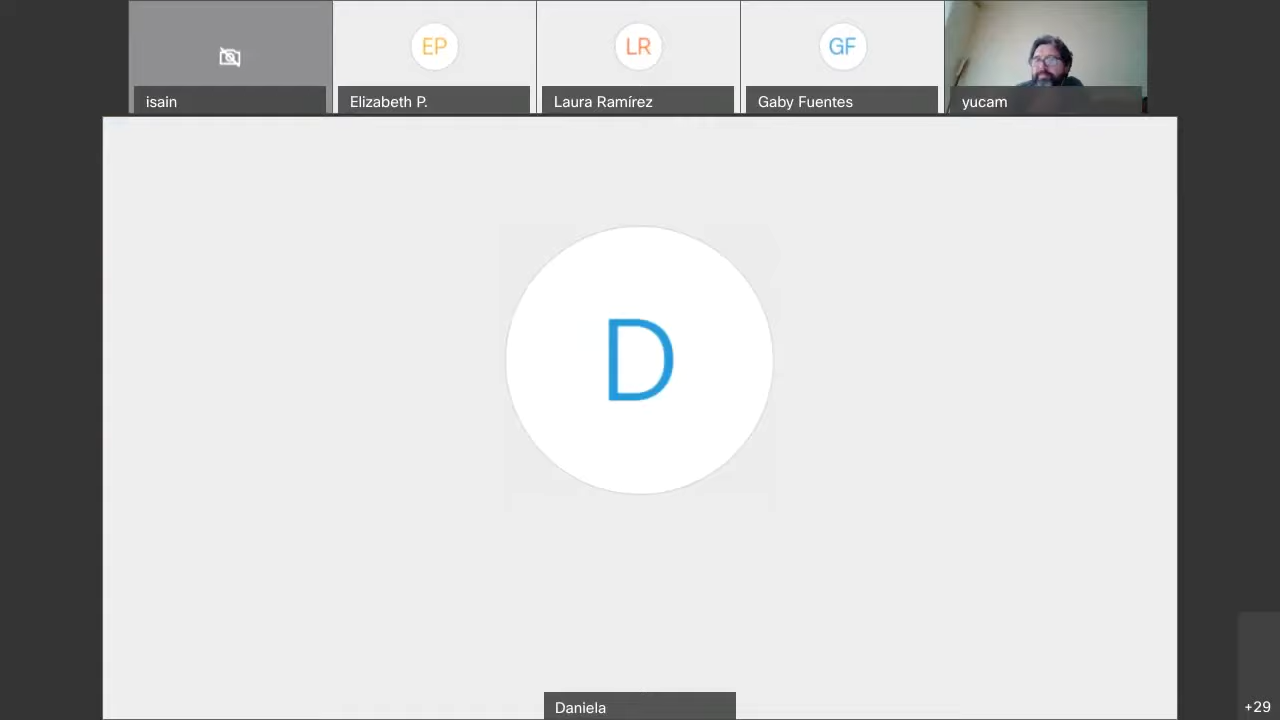 EP
LR
GF
isain
Elizabeth P.
Laura Ramírez
Gaby Fuentes
yucam
D
Daniela
+29